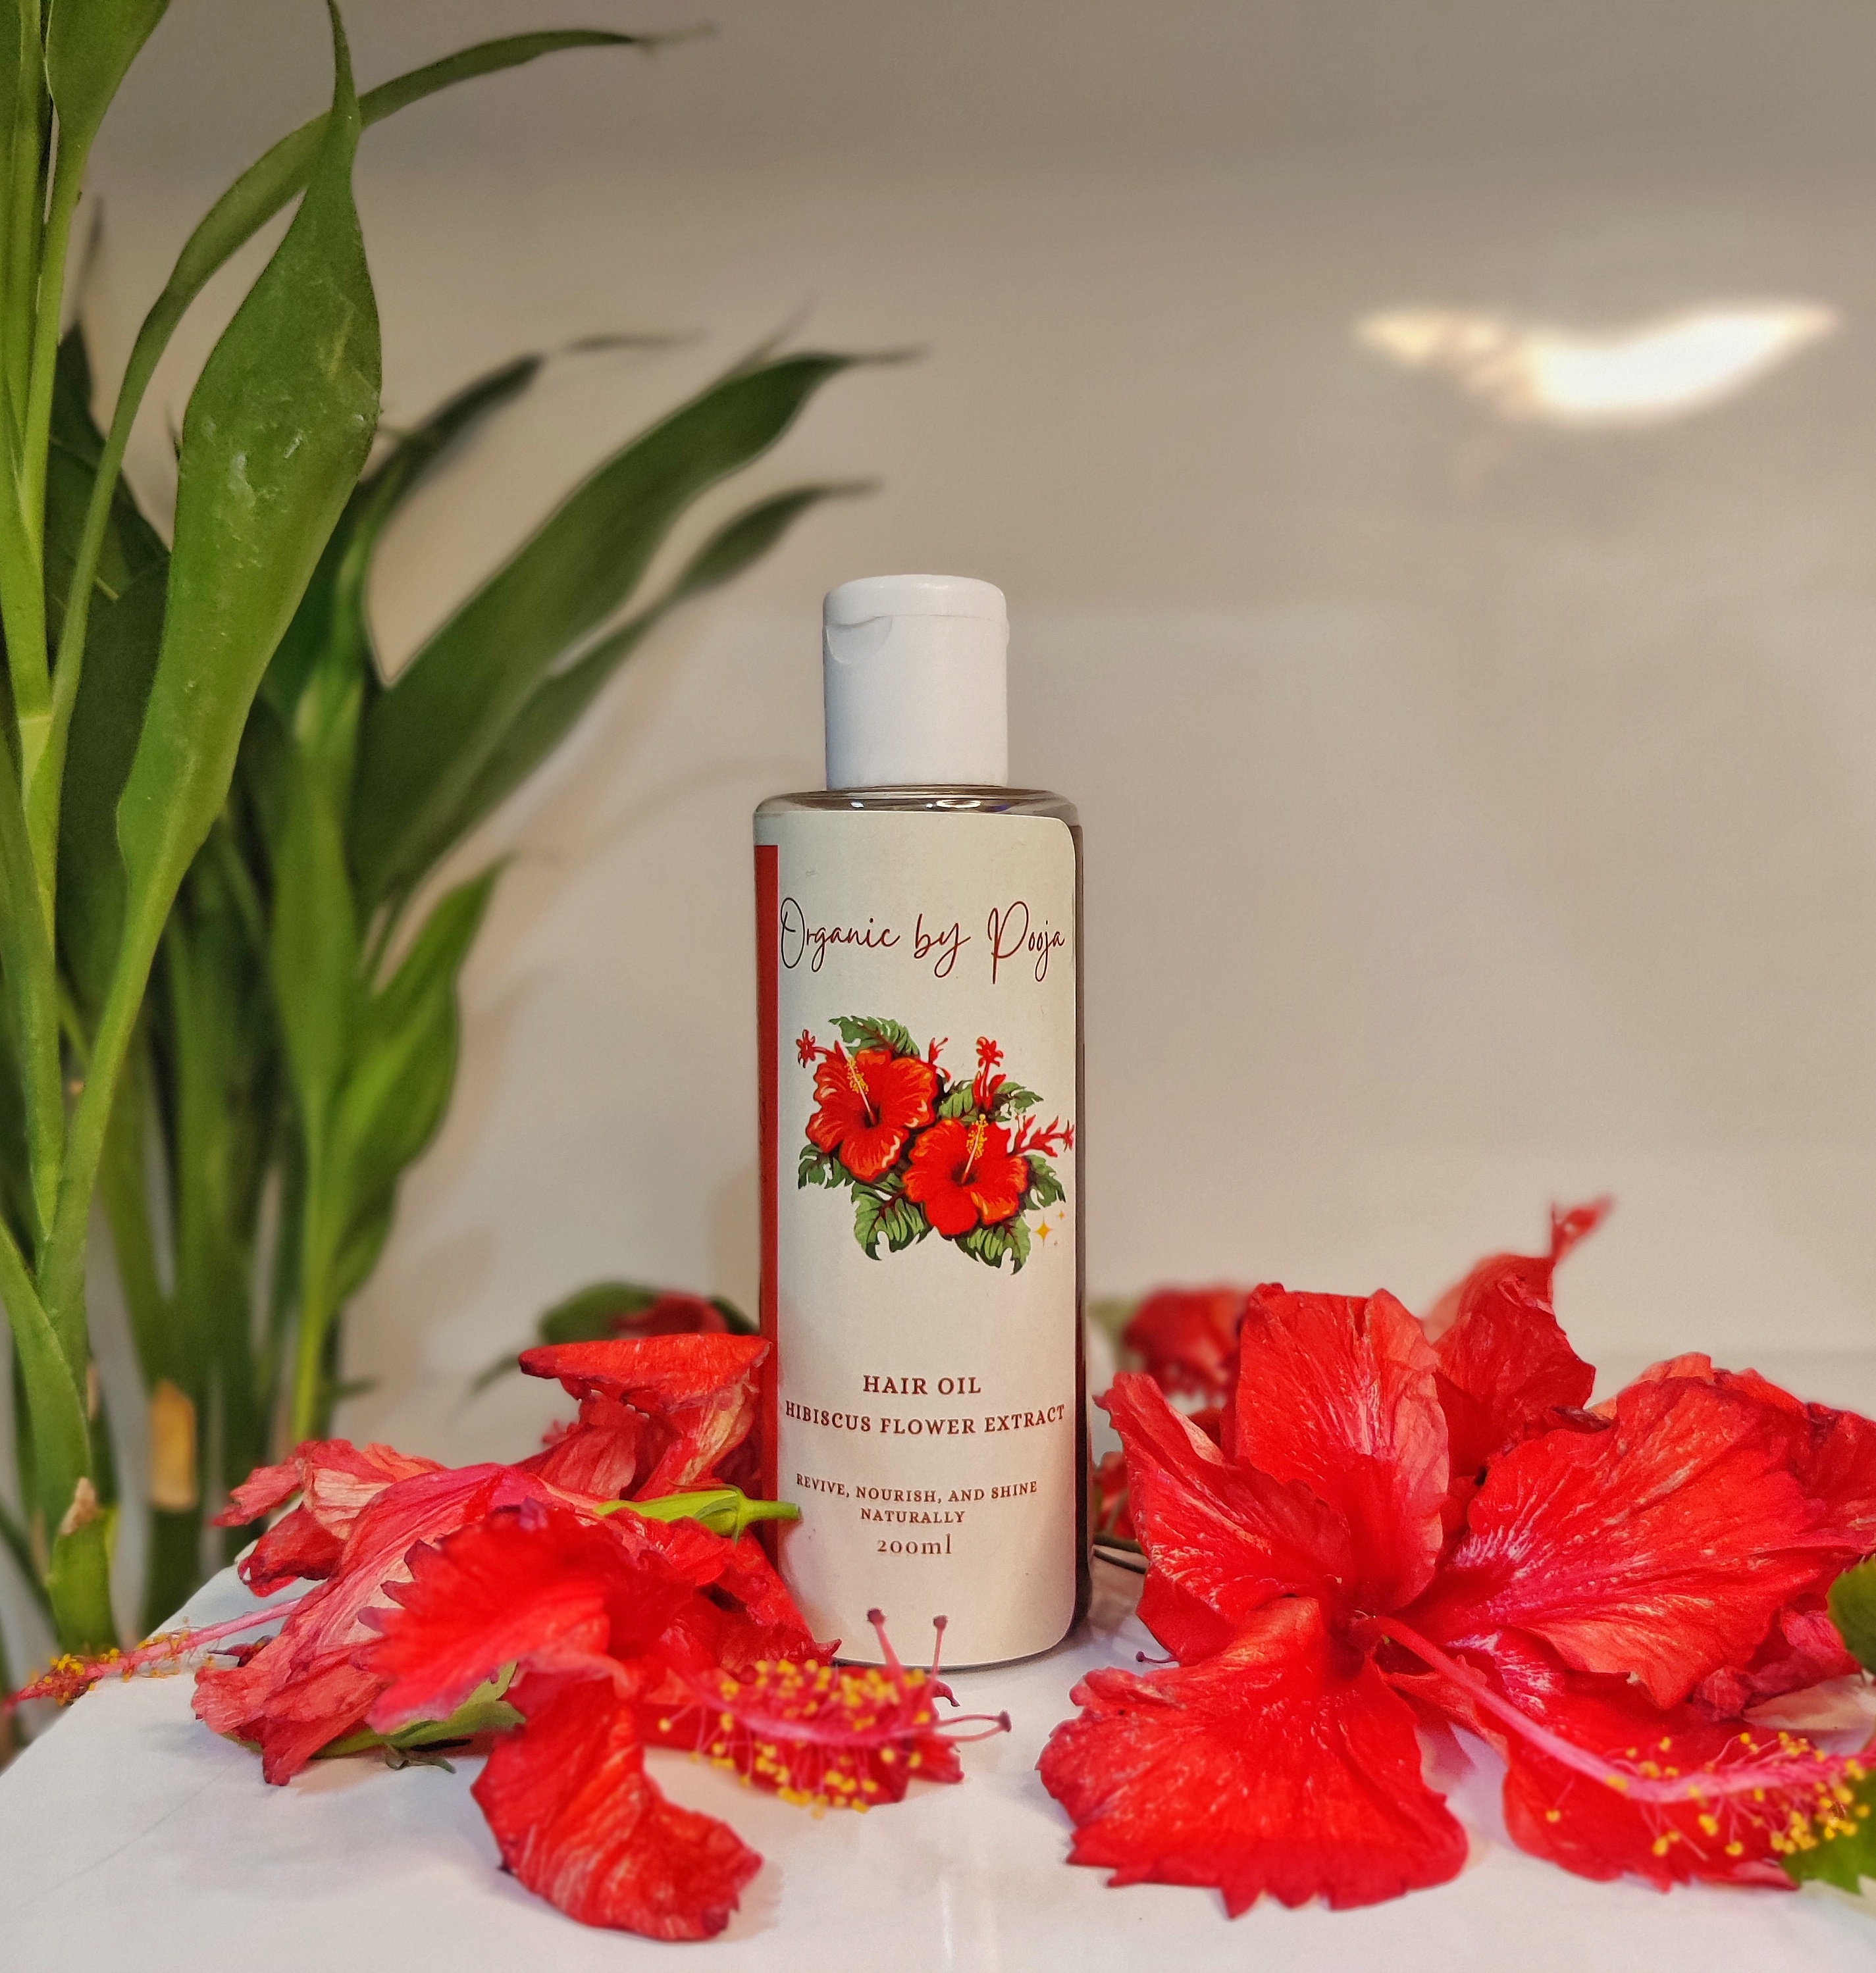 Organic by Pooja
HAIR OIL
HIBISCUS FLOWER EXTRACT
REVIVE, NOURISH, AND SHINE
NATURALLY
200ml